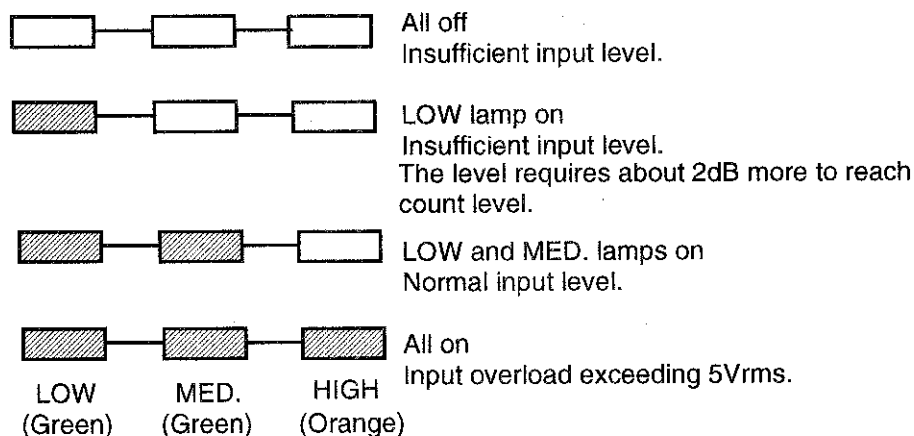 All off
Insufficient input level.
LOW lamp on
Insufficient input level.
The level requires about 2dB more to reach
count level.
LOW and MED. lamps on
Normal input level.
All on
Input overload exceeding 5Vrms.
LOW MED. HIGH
(Green) (Green) (Orange)